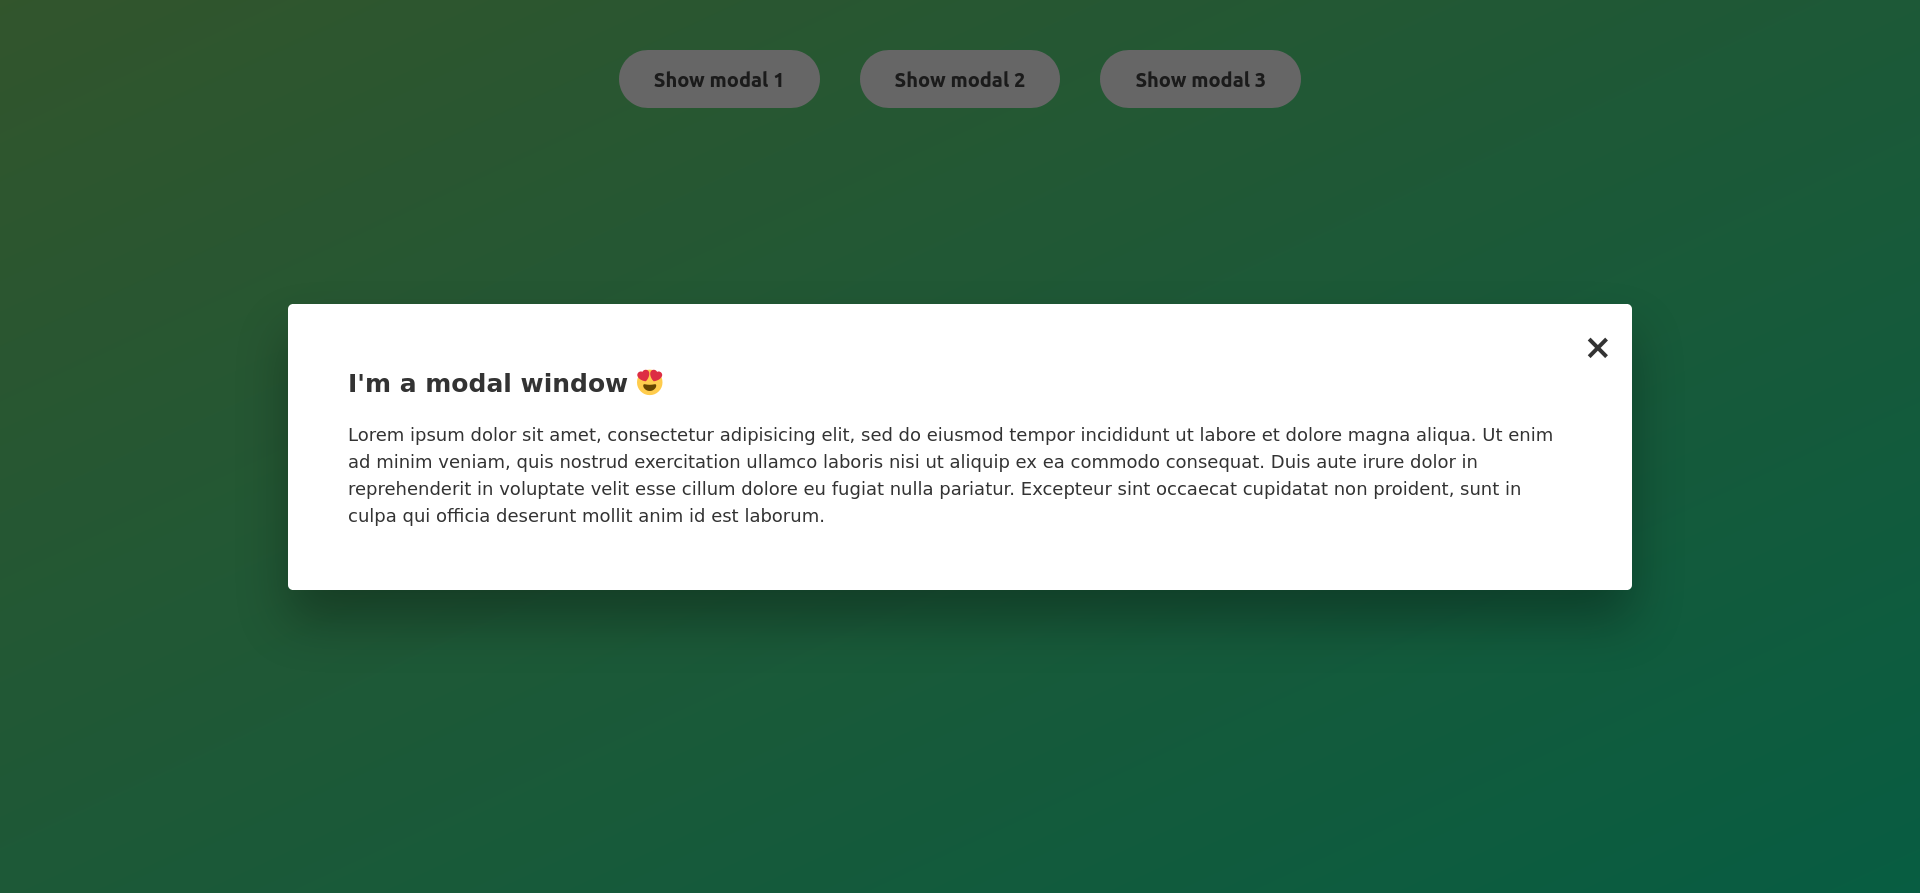 Show modal 1 Show modal 2 Show modal 3
×
I'm a modal window 😍
Lorem ipsum dolor sit amet, consectetur adipisicing elit, sed do eiusmod tempor incididunt ut labore et dolore magna aliqua. Ut enim
ad minim veniam, quis nostrud exercitation ullamco laboris nisi ut aliquip ex ea commodo consequat. Duis aute irure dolor in
reprehenderit in voluptate velit esse cillum dolore eu fugiat nulla pariatur. Excepteur sint occaecat cupidatat non proident, sunt in
culpa qui officia deserunt mollit anim id est laborum.